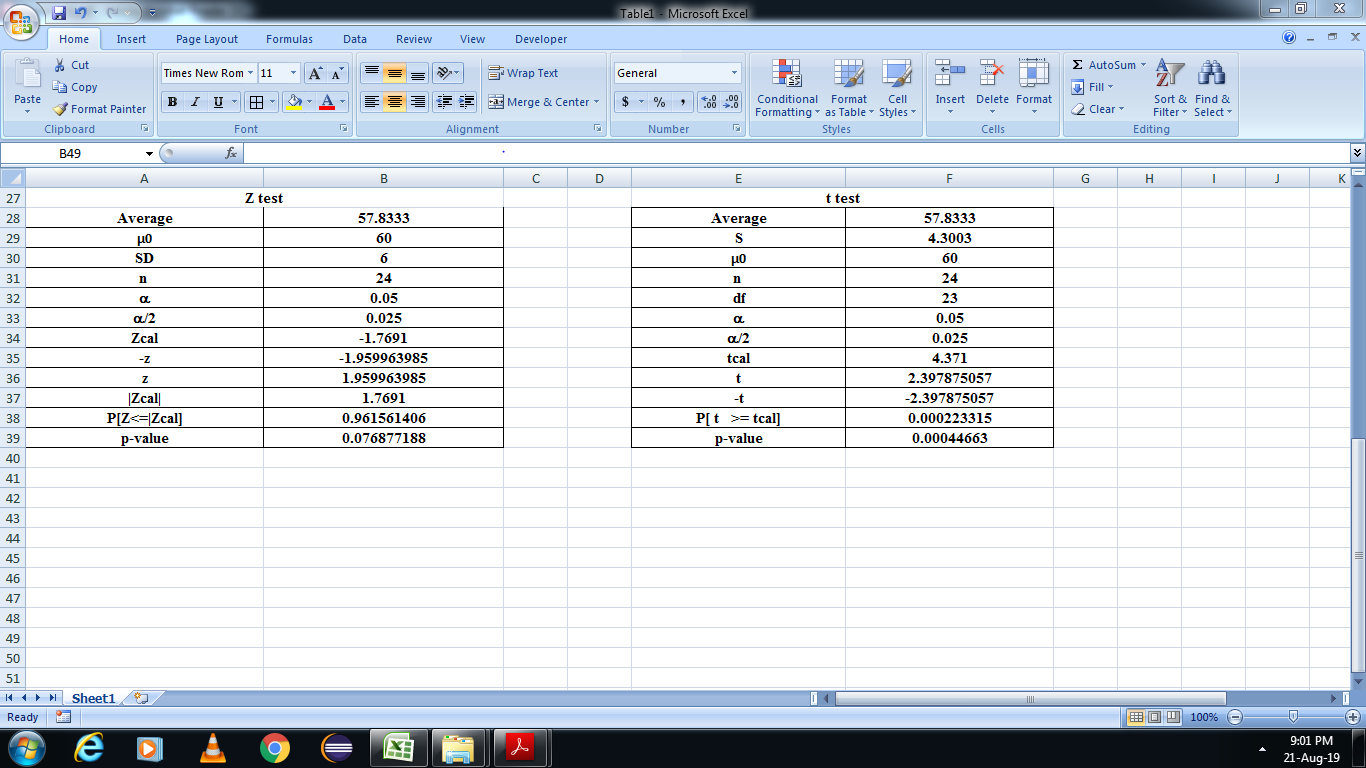 Table1 - Microsoft Excel
Home Insert Page Layout Formulas Data Review View Developer
Paste Cut Copy Format Painter
Times New Rom 11 A A
B I U A
Wrap Text
Merge & Center
General
$ % , .0 .00 .00 .0
Conditional Formatting Format as Table Cell Styles
Insert Delete Format
Σ AutoSum Fill Clear
Sort & Filter Find & Select
Clipboard Font Alignment Number Styles Cells Editing
B49 fx
A B C D E F G H I J K
27 Z test t test
28 Average 57.8333 Average 57.8333
29 μ0 60 S 4.3003
30 SD 6 μ0 60
31 n 24 n 24
32 α 0.05 df 23
33 α/2 0.025 α 0.05
34 Zcal -1.7691 α/2 0.025
35 -z -1.959963985 tcal 4.371
36 z 1.959963985 t 2.397875057
37 |Zcal| 1.7691 -t -2.397875057
38 P[Z<=|Zcal] 0.961561406 P[ t >= tcal] 0.000223315
39 p-value 0.076877188 p-value 0.00044663
40
41
42
43
44
45
46
47
48
49
50
51
Sheet1
Ready 100%
9:01 PM
21-Aug-19